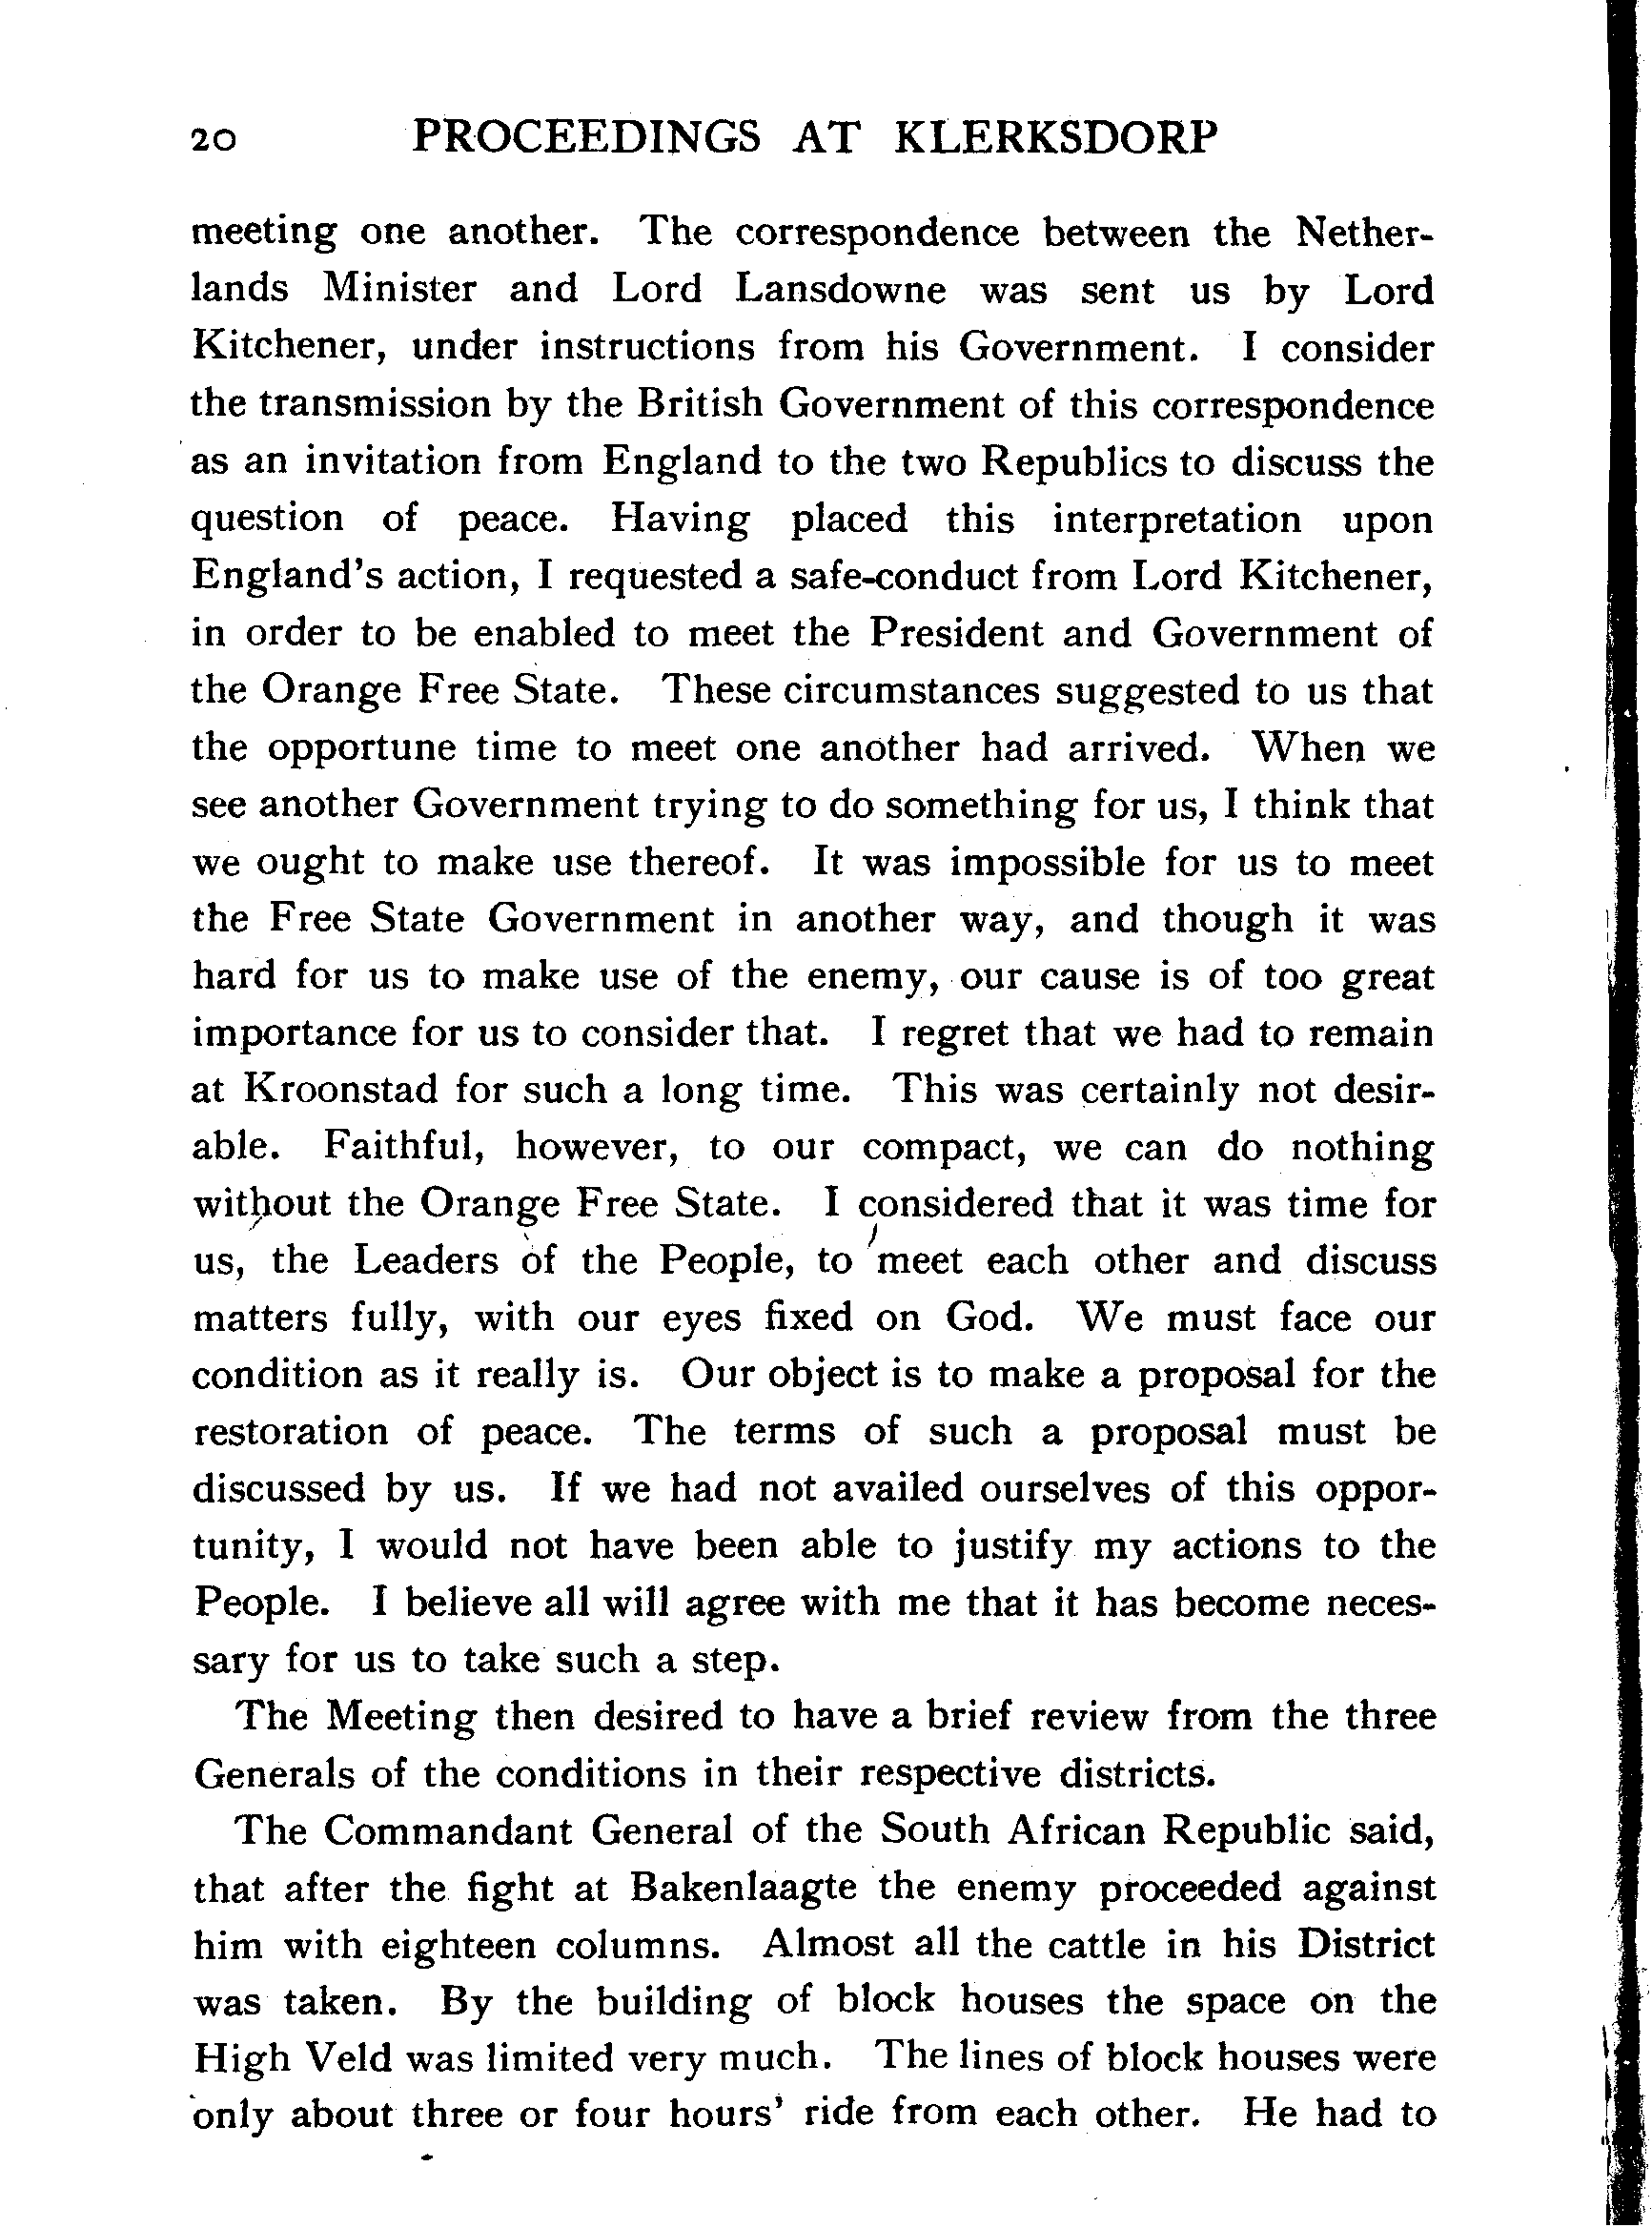 20 PROCEEDINGS AT KLERKSDORP
meeting one another. The correspondence between the Nether-
lands Minister and Lord Lansdowne was sent us by Lord
Kitchener, under instructions from his Government. I consider
the transmission by the British Government of this correspondence
as an invitation from England to the two Republics to discuss the
question of peace. Having placed this interpretation upon
England's action, I requested a safe-conduct from Lord Kitchener,
in order to be enabled to meet the President and Government of
the Orange Free State. These circumstances suggested to us that
the opportune time to meet one another had arrived. When we
see another Government trying to do something for us, I think that
we ought to make use thereof. It was impossible for us to meet
the Free State Government in another way, and though it was
hard for us to make use of the enemy, our cause is of too great
importance for us to consider that. I regret that we had to remain
at Kroonstad for such a long time. This was certainly not desir-
able. Faithful, however, to our compact, we can do nothing
without the Orange Free State. I considered that it was time for
us, the Leaders of the People, to meet each other and discuss
matters fully, with our eyes fixed on God. We must face our
condition as it really is. Our object is to make a proposal for the
restoration of peace. The terms of such a proposal must be
discussed by us. If we had not availed ourselves of this oppor-
tunity, I would not have been able to justify my actions to the
People. I believe all will agree with me that it has become neces-
sary for us to take such a step.
The Meeting then desired to have a brief review from the three
Generals of the conditions in their respective districts.
The Commandant General of the South African Republic said,
that after the fight at Bakenlaagte the enemy proceeded against
him with eighteen columns. Almost all the cattle in his District
was taken. By the building of block houses the space on the
High Veld was limited very much. The lines of block houses were
only about three or four hours' ride from each other. He had to